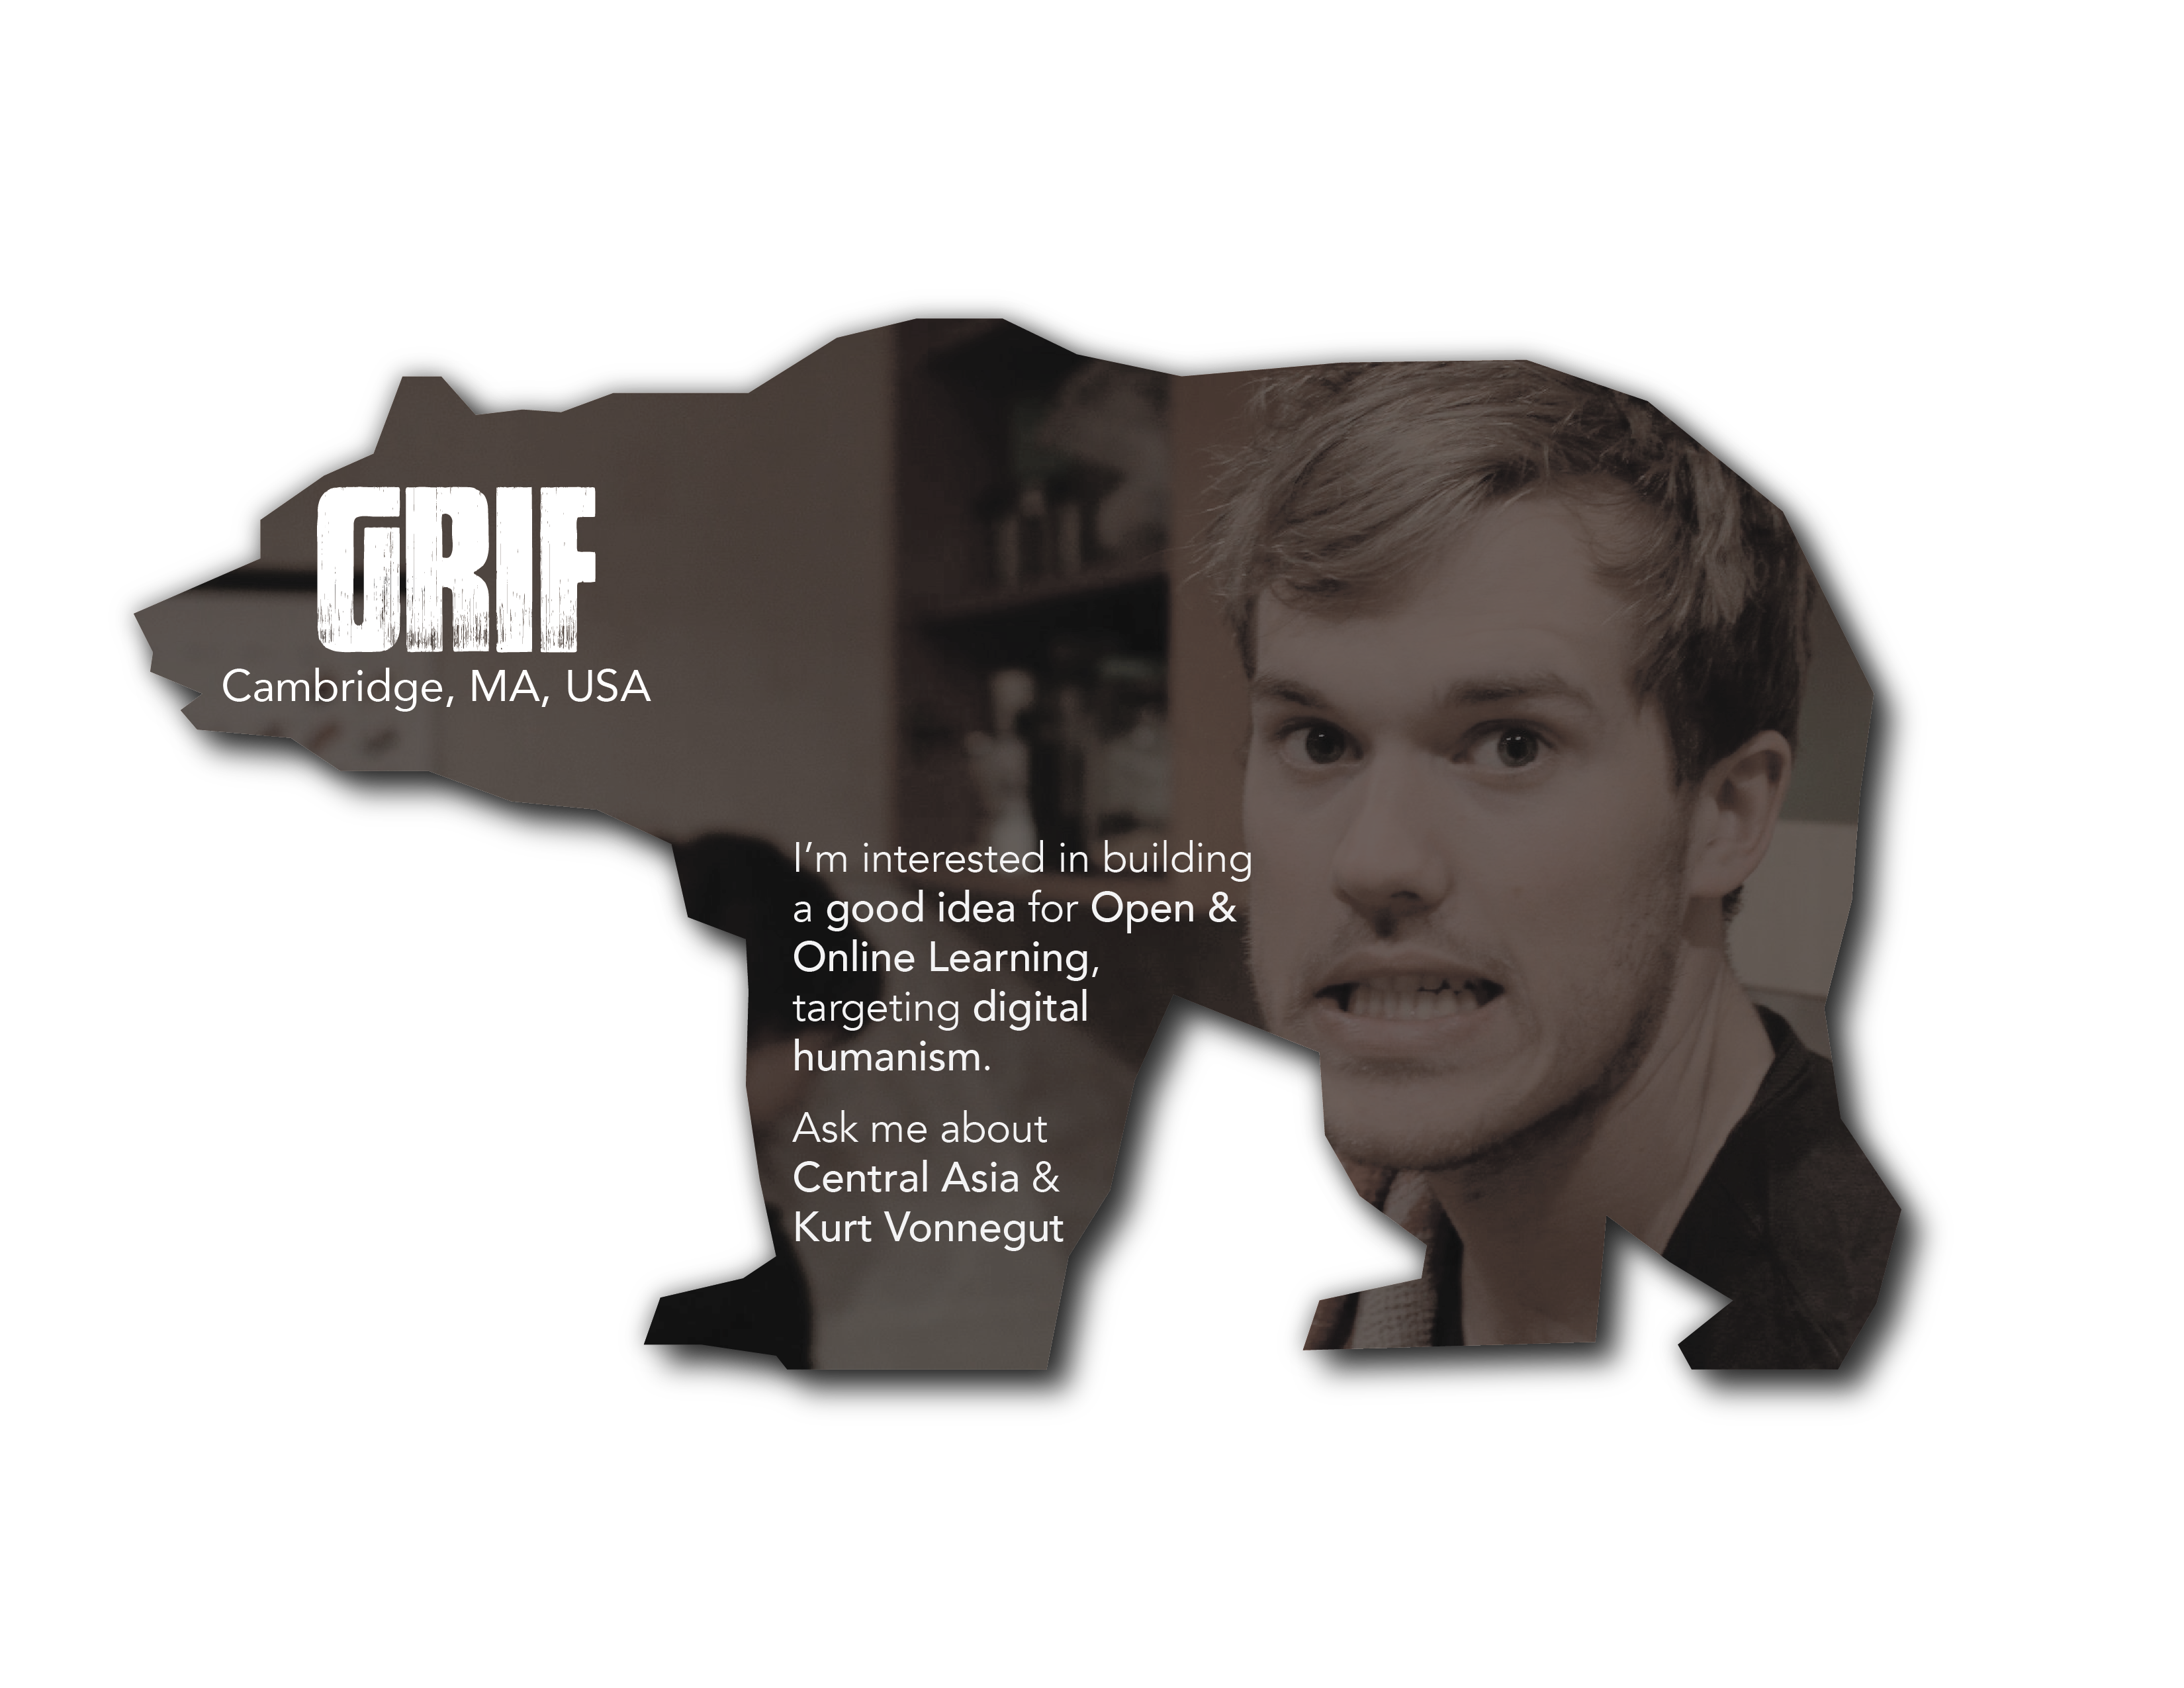 GRIF
Cambridge, MA, USA
I’m interested in building
a good idea for Open &
Online Learning,
targeting digital
humanism.
Ask me about
Central Asia &
Kurt Vonnegut